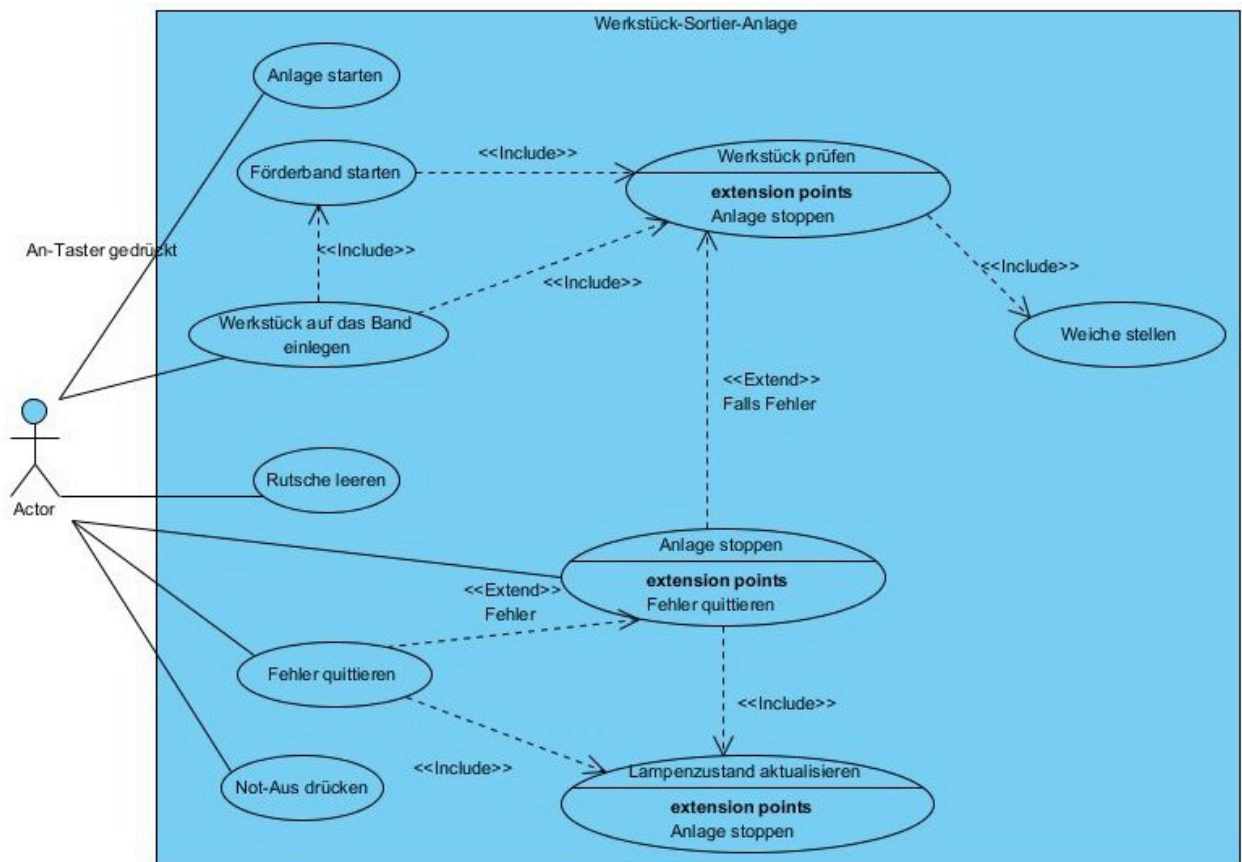 Werkstück-Sortier-Anlage
Anlage starten
Förderband starten
<<Include>>
Werkstück prüfen
extension points
Anlage stoppen
An-Taster gedrückt
<<Include>>
<<Include>>
<<Include>>
Werkstück auf das Band
einlegen
Weiche stellen
<<Extend>>
Falls Fehler
Rutsche leeren
Actor
Anlage stoppen
extension points
Fehler quittieren
<<Extend>>
Fehler
Fehler quittieren
<<Include>>
<<Include>>
Not-Aus drücken
Lampenzustand aktualisieren
extension points
Anlage stoppen